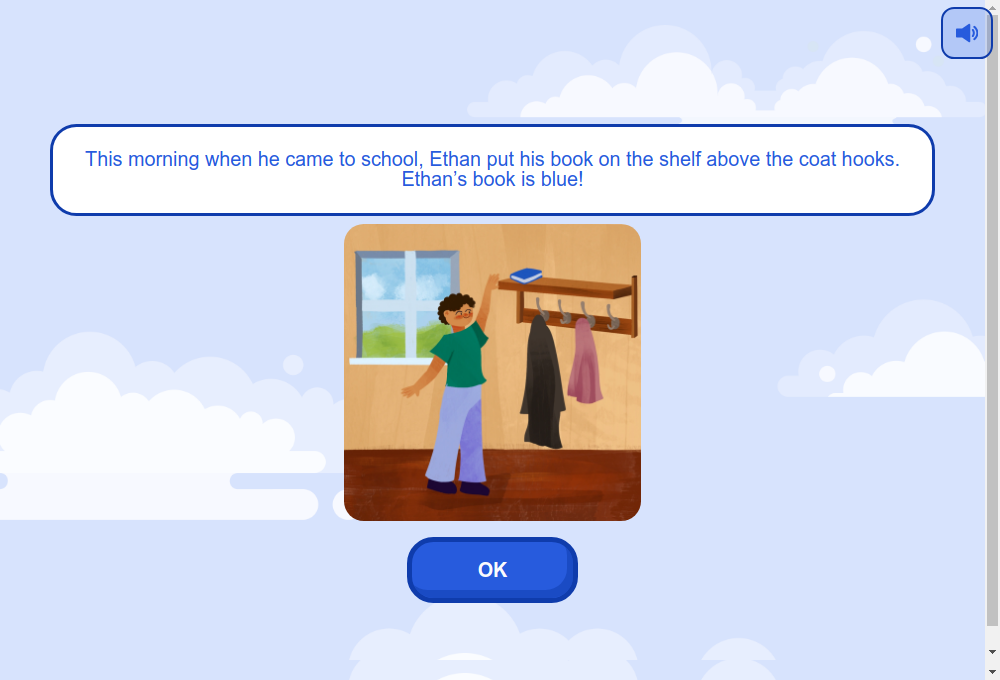 This morning when he came to school, Ethan put his book on the shelf above the coat hooks.
Ethan’s book is blue!
OK